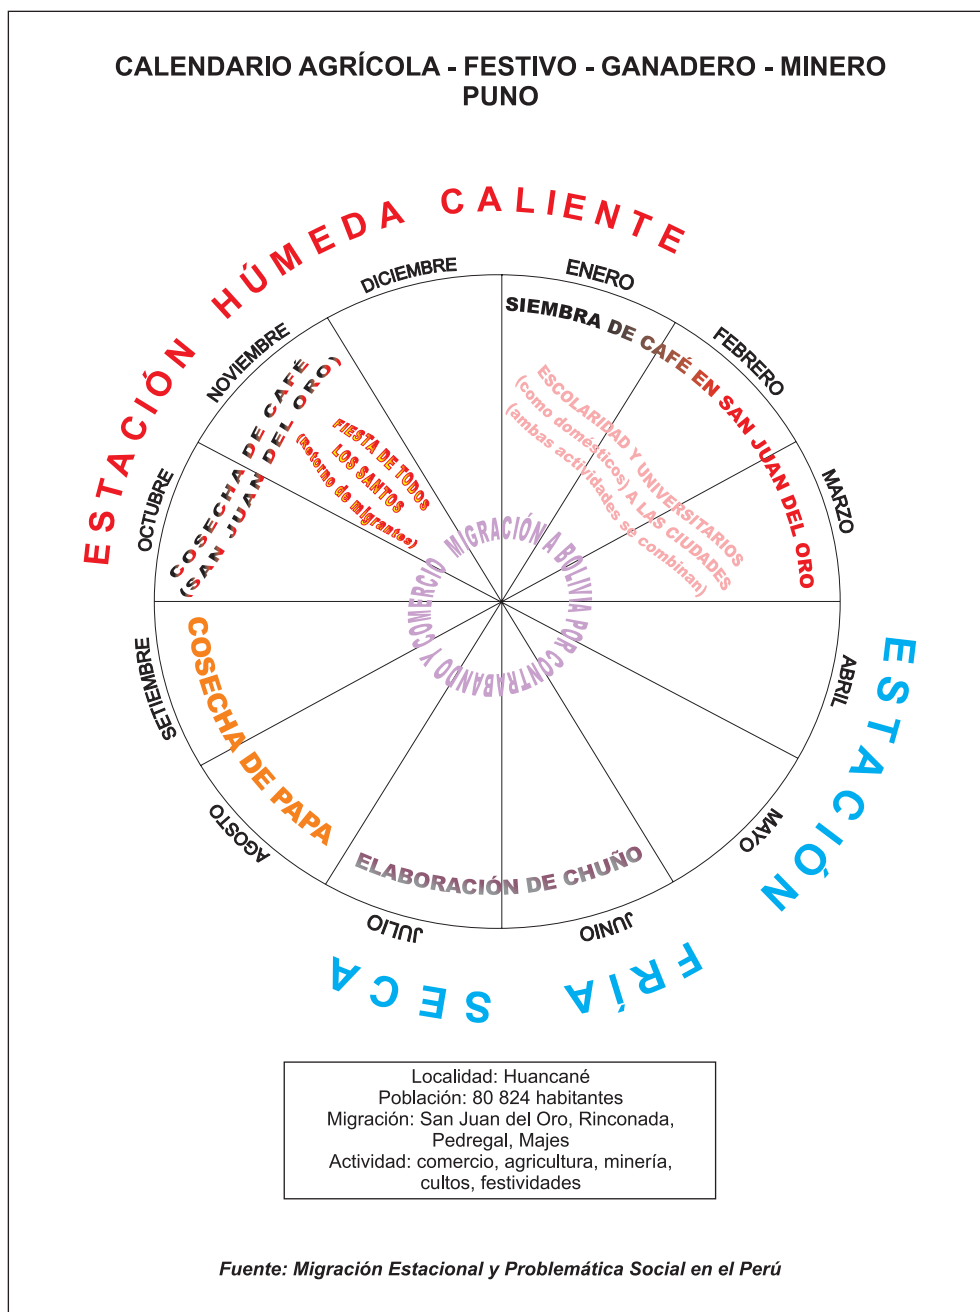 CALENDARIO AGRÍCOLA - FESTIVO - GANADERO - MINERO
PUNO
ESTACIÓN HÚMEDA CALIENTE
ENERO
FEBRERO
MARZO
ABRIL
MAYO
JUNIO
JULIO
AGOSTO
SETIEMBRE
OCTUBRE
NOVIEMBRE
DICIEMBRE
ESTACIÓN FRÍA SECA
SIEMBRA DE CAFÉ EN SAN JUAN DEL ORO
ESCOLARIDAD Y UNIVERSITARIOS
(como domésticos) A LAS CIUDADES
(ambas actividades se combinan)
COSECHA DE CAFÉ
(SAN JUAN DEL ORO)
FIESTA DE TODOS
LOS SANTOS
(Retorno de migrantes)
MIGRACIÓN A BOLIVIA POR CONTRABANDO Y COMERCIO
COSECHA DE PAPA
ELABORACIÓN DE CHUÑO
Localidad: Huancané
Población: 80 824 habitantes
Migración: San Juan del Oro, Rinconada,
Pedregal, Majes
Actividad: comercio, agricultura, minería,
cultos, festividades
Fuente: Migración Estacional y Problemática Social en el Perú